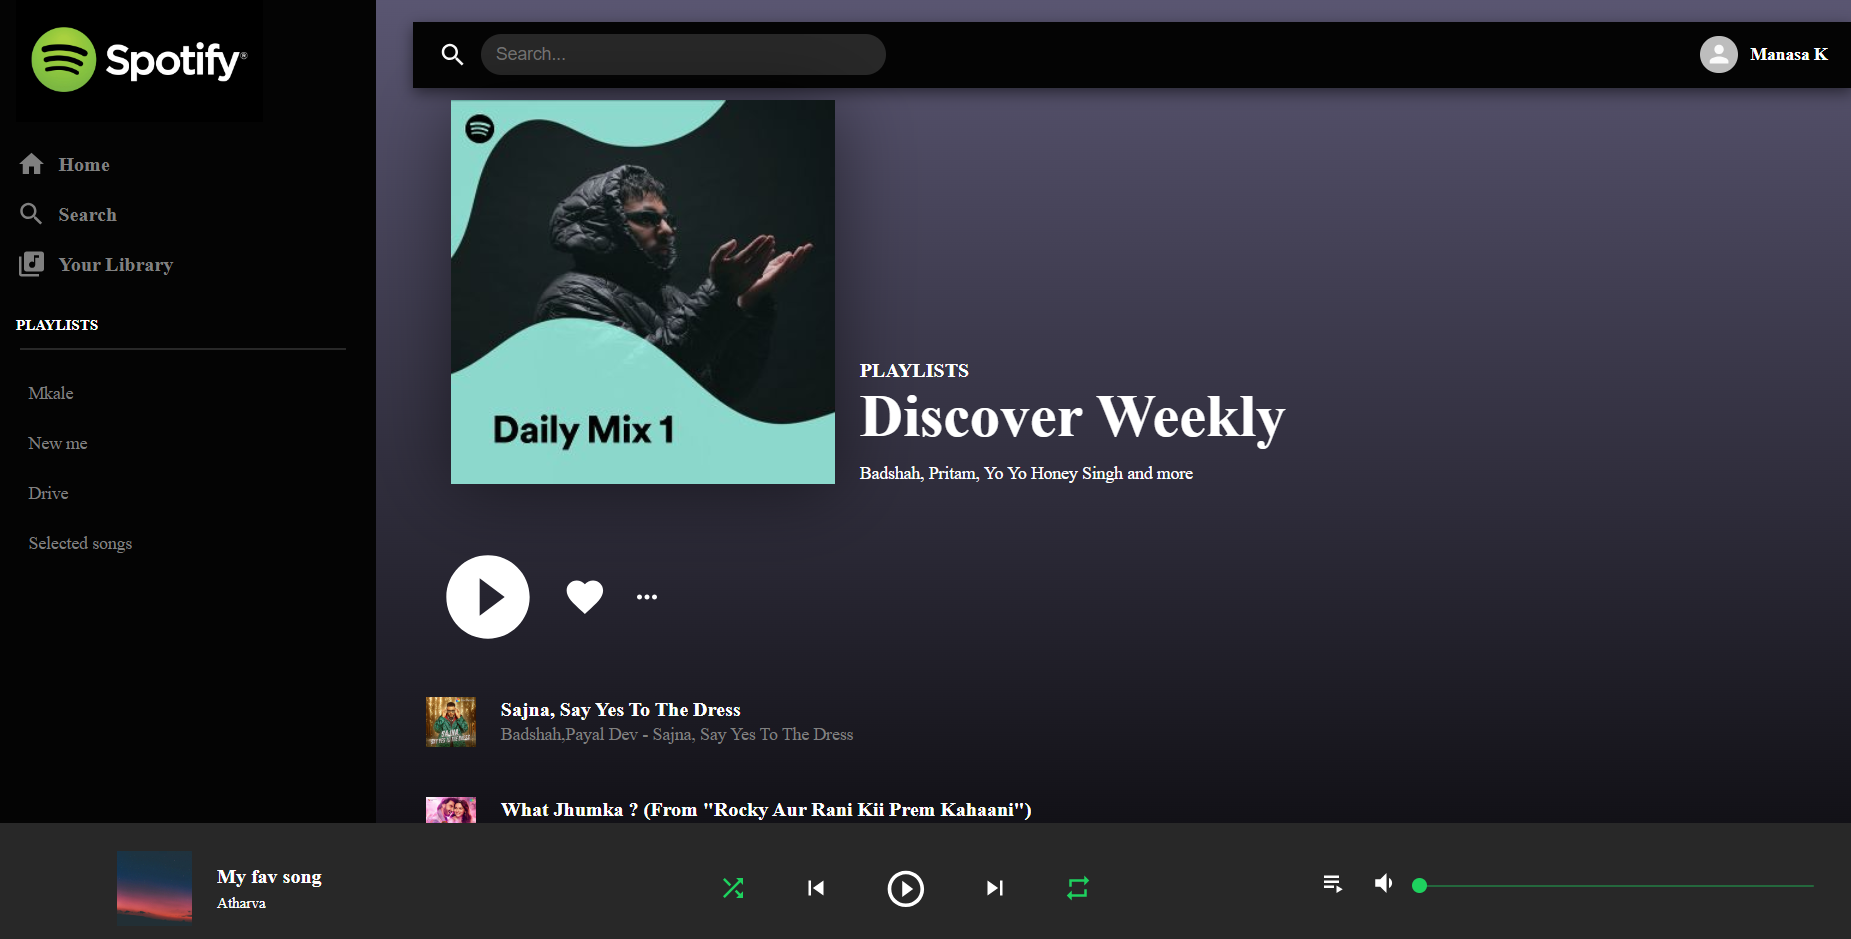 Spotify®
Search...
Manasa K
Home
Search
Your Library
PLAYLISTS
Mkale
New me
Drive
Selected songs
Daily Mix 1
PLAYLISTS
Discover Weekly
Badshah, Pritam, Yo Yo Honey Singh and more
Sajna, Say Yes To The Dress
Badshah,Payal Dev - Sajna, Say Yes To The Dress
What Jhumka ? (From "Rocky Aur Rani Kii Prem Kahaani")
My fav song
Atharva